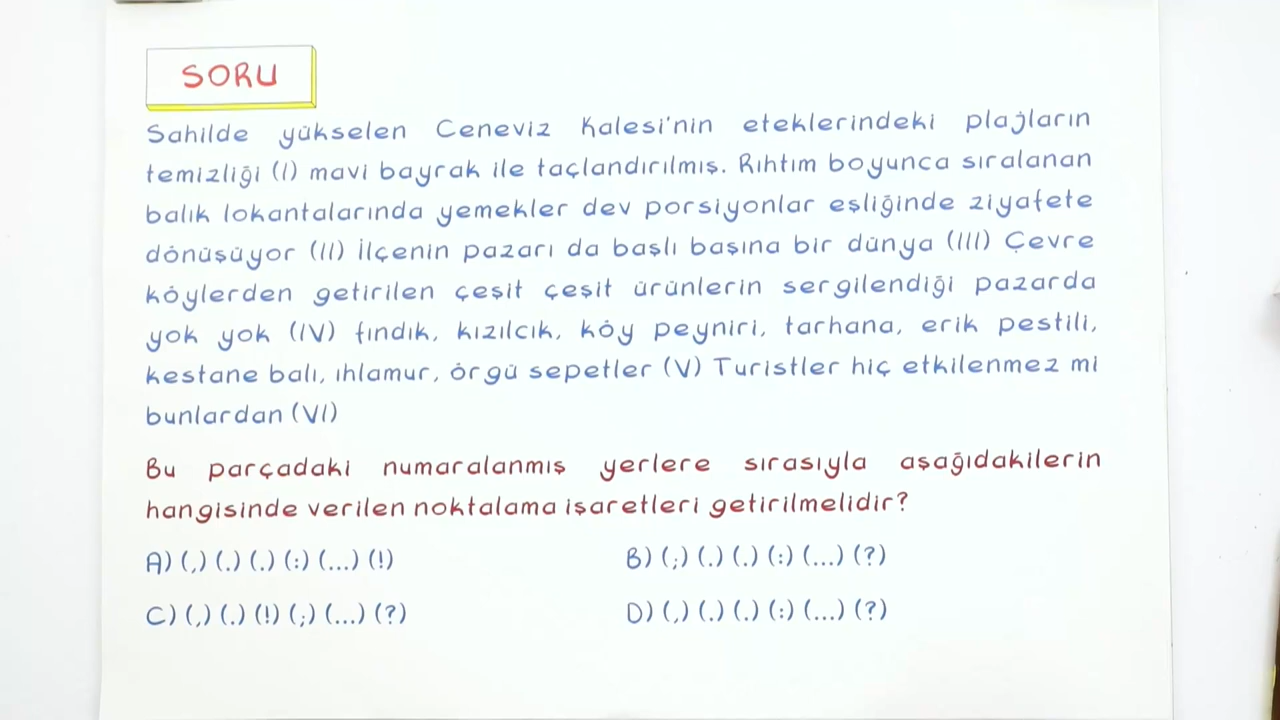 SORU
Sahilde yükselen Ceneviz Kalesi'nin eteklerindeki plajların
temizliği (I) mavi bayrak ile taçlandırılmış. Rıhtım boyunca sıralanan
balık lokantalarında yemekler dev porsiyonlar eşliğinde ziyafete
dönüşüyor (II) İlçenin pazarı da başlı başına bir dünya (III) Çevre
köylerden getirilen çeşit çeşit ürünlerin sergilendiği pazarda
yok yok (IV) fındık, kızılcık, köy peyniri, tarhana, erik pestili,
kestane balı, ıhlamur, örgü sepetler (V) Turistler hiç etkilenmez mi
bunlardan (VI)
Bu parçadaki numaralanmış yerlere sırasıyla aşağıdakilerin
hangisinde verilen noktalama işaretleri getirilmelidir?
A) (,) (.) (.) (:) (...) (!)
B) (;) (.) (.) (:) (...) (?)
C) (,) (.) (!) (;) (...) (?)
D) (,) (.) (.) (:) (...) (?)